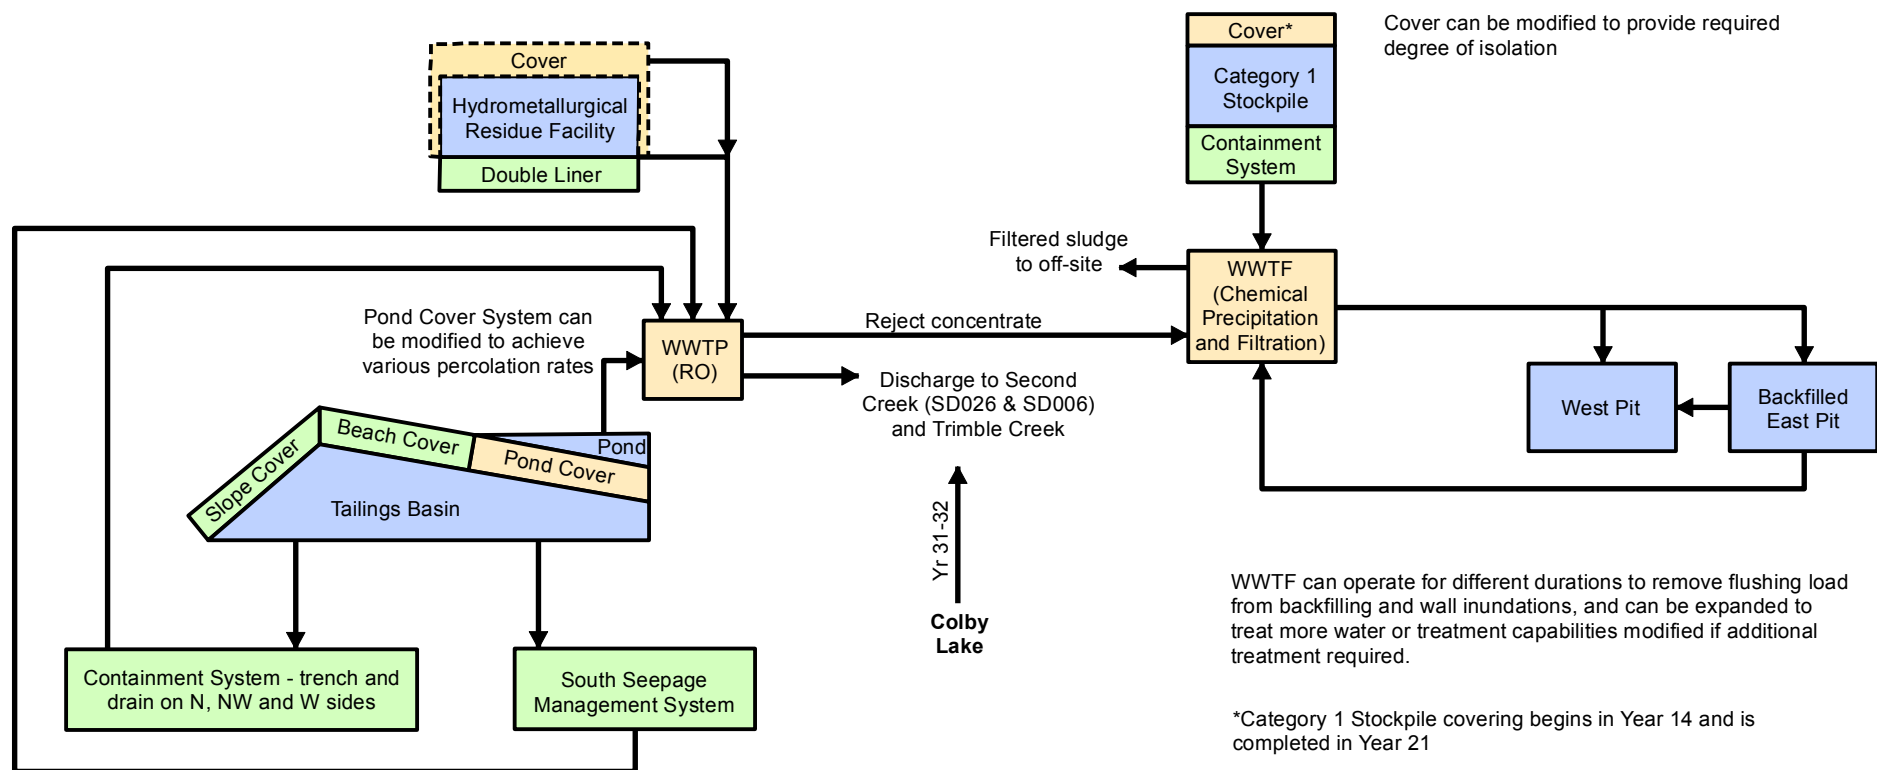 Cover
Hydrometallurgical
Residue Facility
Double Liner
Cover*
Category 1
Stockpile
Containment
System
Cover can be modified to provide required
degree of isolation
Filtered sludge
to off-site
WWTF
(Chemical
Precipitation
and Filtration)
Pond Cover System can
be modified to achieve
various percolation rates
WWTP
(RO)
Reject concentrate
Discharge to Second
Creek (SD026 & SD006)
and Trimble Creek
West Pit
Backfilled
East Pit
Slope Cover
Beach Cover
Pond Cover
Pond
Tailings Basin
Yr 31-32
Colby
Lake
Containment System - trench and
drain on N, NW and W sides
South Seepage
Management System
WWTF can operate for different durations to remove flushing load
from backfilling and wall inundations, and can be expanded to
treat more water or treatment capabilities modified if additional
treatment required.
*Category 1 Stockpile covering begins in Year 14 and is
completed in Year 21